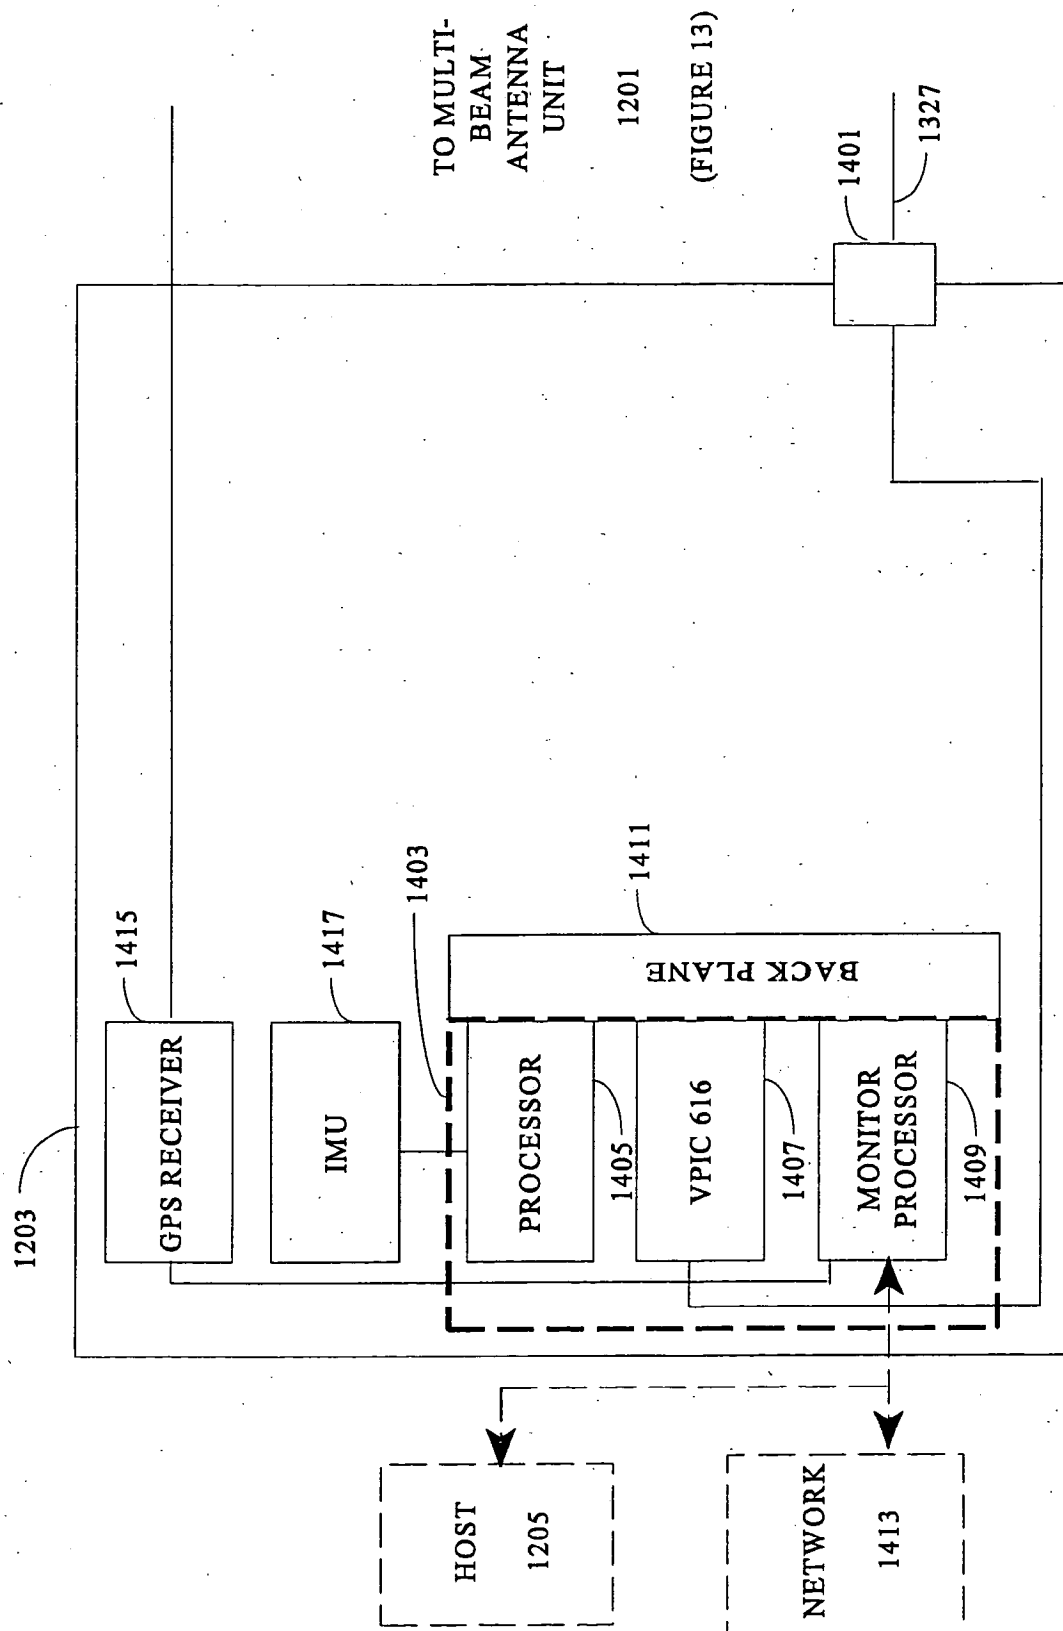 1203
1415
GPS RECEIVER
1417
IMU
1403
PROCESSOR
1405
VPIC 616
1407
MONITOR
PROCESSOR
1409
BACK PLANE
1411
HOST
1205
NETWORK
1413
TO MULTI-
BEAM
ANTENNA
UNIT
1201
(FIGURE 13)
1401
1327